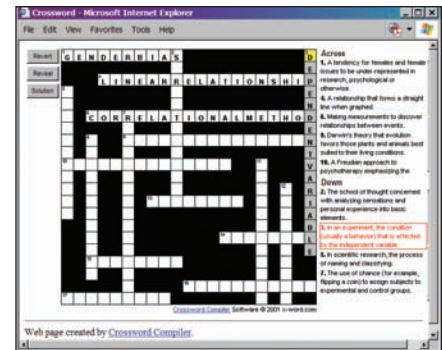 Crossword - Microsoft Internet Explorer
File Edit View Favorites Tools Help
Revert
Reveal
Solution
GENDERBIAS
LINEARRELATIONSHIP
CORRELATIONALMETHOD
DEPENDENTVARIABLE
Across
1. A tendency for females and female
issues to be under-represented in
research, psychological or
otherwise.
4. A relationship that forms a straight
line when graphed.
Making measurements to discover
relationships between events.
9. Darwin's theory that evolution
favors those plants and animals best
suited to their living conditions.
10. A Freudian approach to
psychotherapy emphasizing the
Down
2. The school of thought concerned
with analyzing sensations and
personal experience into basic
elements.
3. In an experiment, the condition
(usually a behavior) that is affected
by the independent variable.
In scientific research, the process
of naming and classifying.
7. The use of chance (for example,
flipping a coin) to assign subjects to
experimental and control groups.
Crossword Compiler Software © 2001 x-word.com
Web page created by Crossword Compiler.